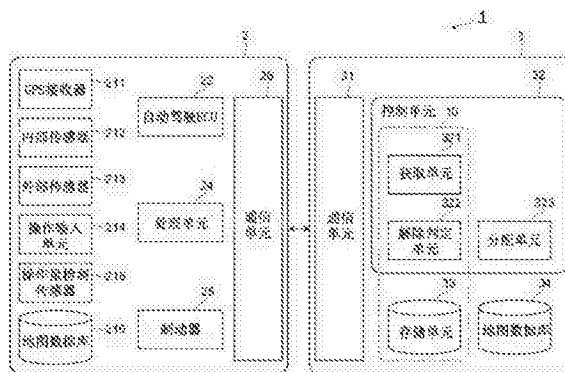 1
2
3
GPS接收器
211
内部传感器
212
外部传感器
213
操作输入
单元
214
操作量检测
传感器
215
地图数据库
216
22
自动驾驶ECU
24
处理单元
25
制动器
26
通信
单元
31
通信
单元
32
控制单元
10
321
获取单元
322
解除判定
单元
323
分配单元
33
存储单元
34
地图数据库